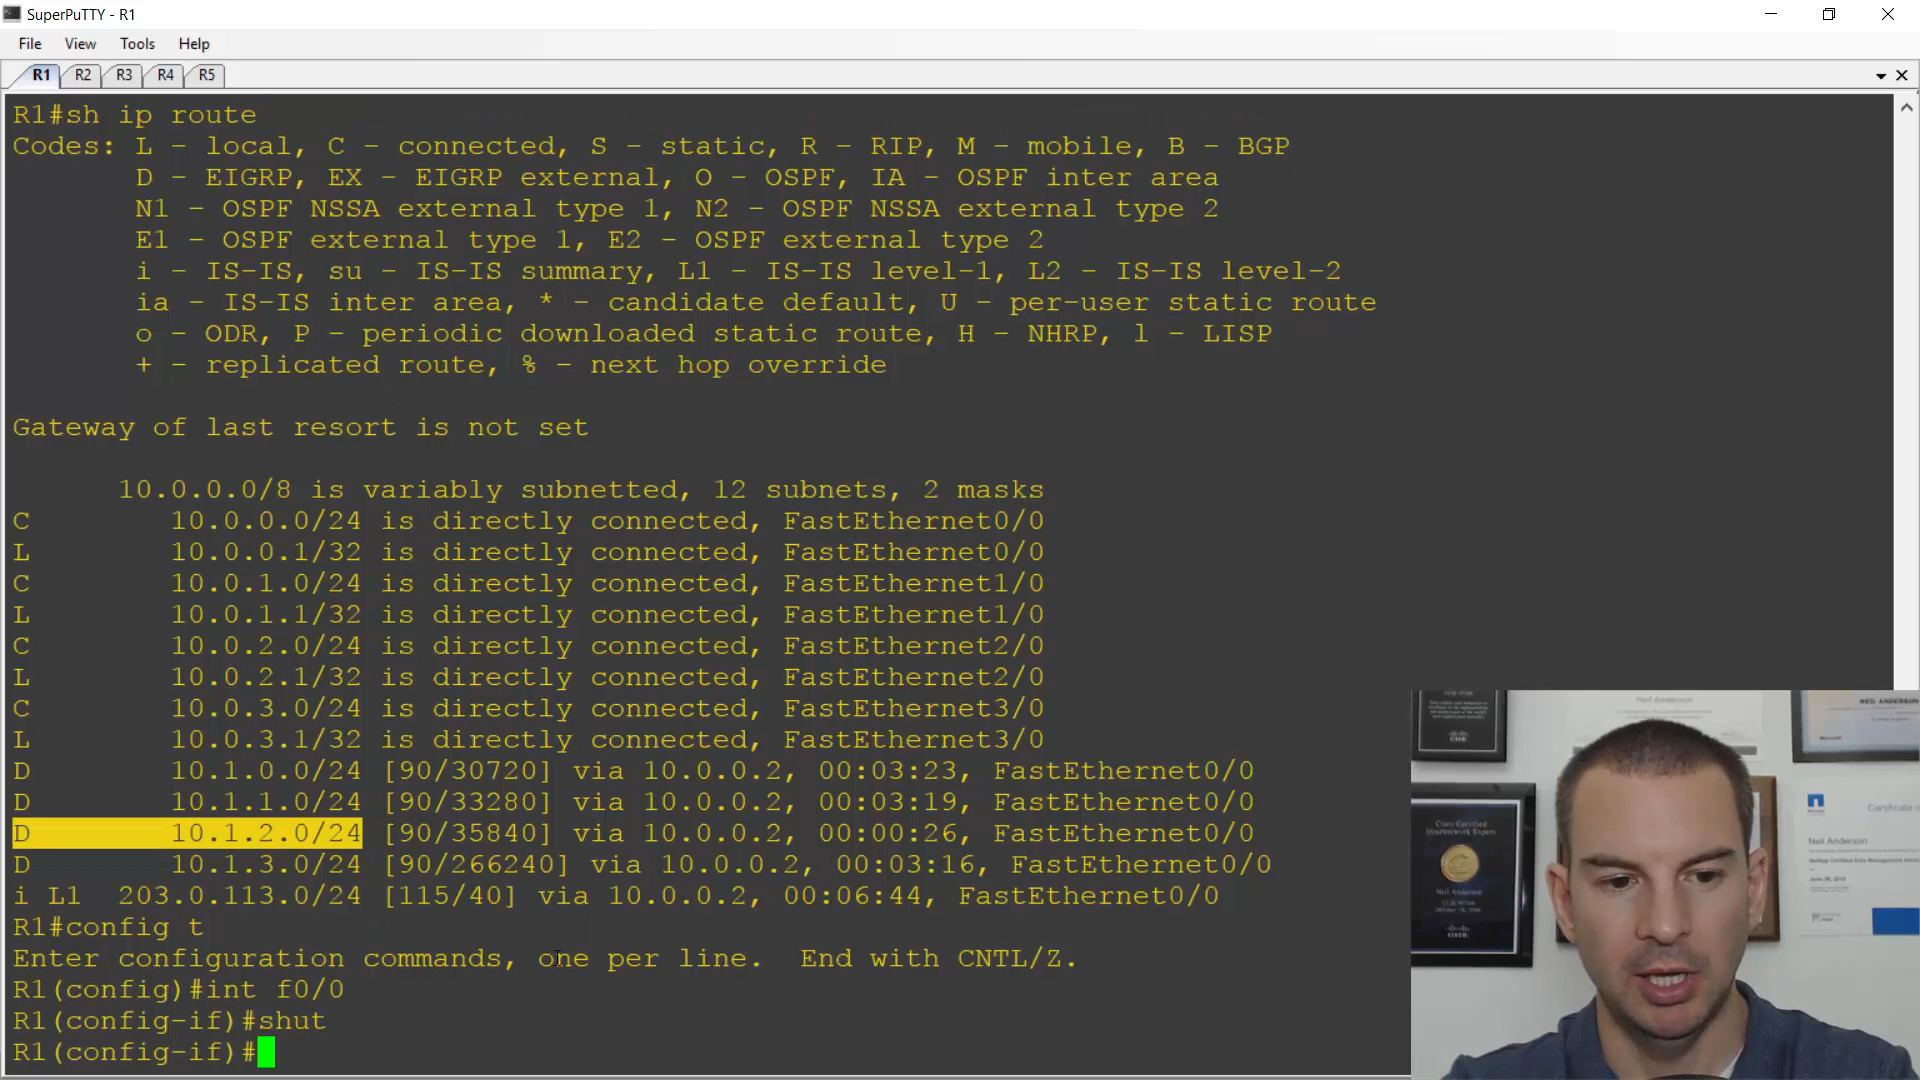 SuperPuTTY - R1
File View Tools Help
R1 R2 R3 R4 R5
R1#sh ip route
Codes: L - local, C - connected, S - static, R - RIP, M - mobile, B - BGP
D - EIGRP, EX - EIGRP external, O - OSPF, IA - OSPF inter area
N1 - OSPF NSSA external type 1, N2 - OSPF NSSA external type 2
E1 - OSPF external type 1, E2 - OSPF external type 2
i - IS-IS, su - IS-IS summary, L1 - IS-IS level-1, L2 - IS-IS level-2
ia - IS-IS inter area, * - candidate default, U - per-user static route
o - ODR, P - periodic downloaded static route, H - NHRP, l - LISP
+ - replicated route, % - next hop override
Gateway of last resort is not set
10.0.0.0/8 is variably subnetted, 12 subnets, 2 masks
C 10.0.0.0/24 is directly connected, FastEthernet0/0
L 10.0.0.1/32 is directly connected, FastEthernet0/0
C 10.0.1.0/24 is directly connected, FastEthernet1/0
L 10.0.1.1/32 is directly connected, FastEthernet1/0
C 10.0.2.0/24 is directly connected, FastEthernet2/0
L 10.0.2.1/32 is directly connected, FastEthernet2/0
C 10.0.3.0/24 is directly connected, FastEthernet3/0
L 10.0.3.1/32 is directly connected, FastEthernet3/0
D 10.1.0.0/24 [90/30720] via 10.0.0.2, 00:03:23, FastEthernet0/0
D 10.1.1.0/24 [90/33280] via 10.0.0.2, 00:03:19, FastEthernet0/0
D 10.1.2.0/24 [90/35840] via 10.0.0.2, 00:00:26, FastEthernet0/0
D 10.1.3.0/24 [90/266240] via 10.0.0.2, 00:03:16, FastEthernet0/0
i L1 203.0.113.0/24 [115/40] via 10.0.0.2, 00:06:44, FastEthernet0/0
R1#config t
Enter configuration commands, one per line. End with CNTL/Z.
R1(config)#int f0/0
R1(config-if)#shut
R1(config-if)#
Neil Anderson
NEIL ANDERSON
Neil Anderson
Neil Anderson